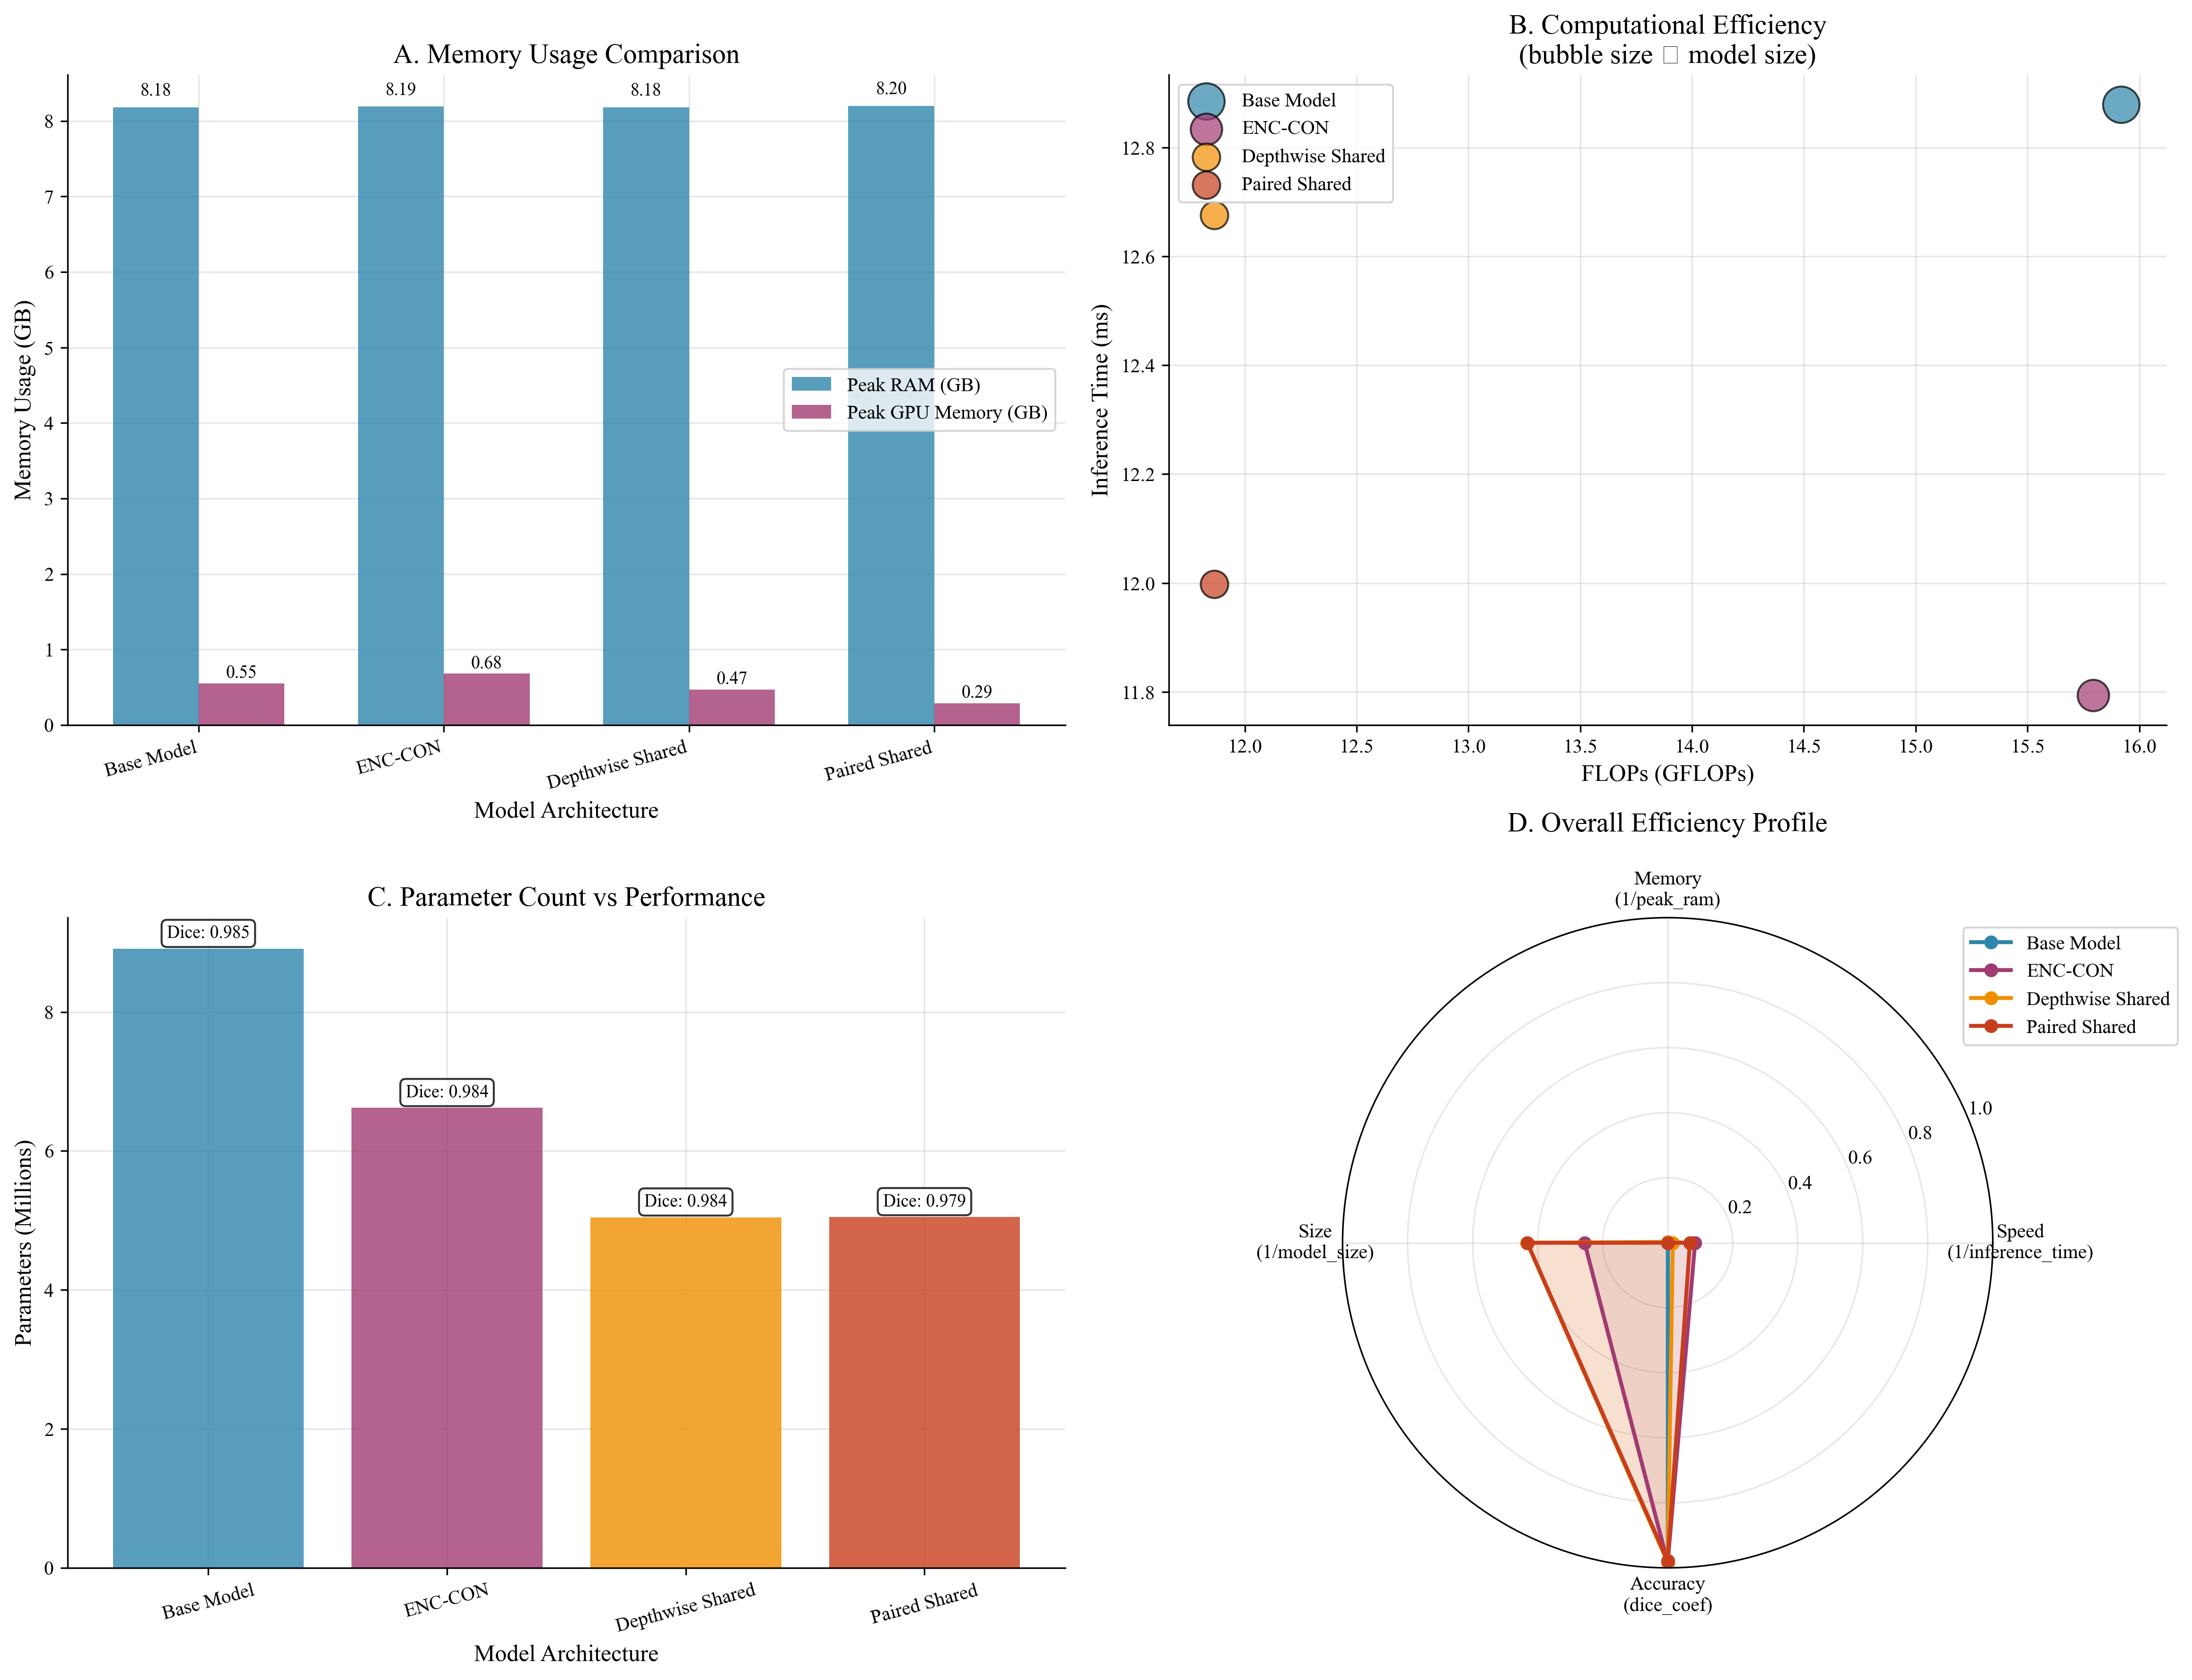 A. Memory Usage Comparison
8.18
8.19
8.18
8.20
8
7
6
5
4
3
2
1
0
Memory Usage (GB)
Peak RAM (GB)
Peak GPU Memory (GB)
0.55
0.68
0.47
0.29
Base Model
ENC-CON
Depthwise Shared
Paired Shared
Model Architecture
B. Computational Efficiency
(bubble size □ model size)
Base Model
ENC-CON
Depthwise Shared
Paired Shared
12.8
12.6
12.4
12.2
12.0
11.8
Inference Time (ms)
12.0
12.5
13.0
13.5
14.0
14.5
15.0
15.5
16.0
FLOPs (GFLOPs)
C. Parameter Count vs Performance
Dice: 0.985
Dice: 0.984
Dice: 0.984
Dice: 0.979
8
6
4
2
0
Parameters (Millions)
Base Model
ENC-CON
Depthwise Shared
Paired Shared
Model Architecture
D. Overall Efficiency Profile
Memory
(1/peak_ram)
Base Model
ENC-CON
Depthwise Shared
Paired Shared
1.0
0.8
0.6
0.4
0.2
Size
(1/model_size)
Speed
(1/inference_time)
Accuracy
(dice_coef)